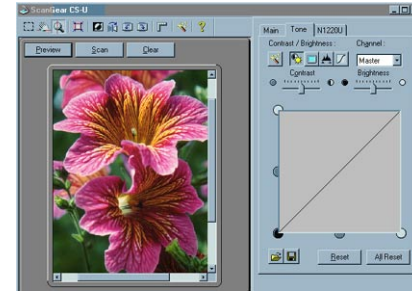 ScanGear CS-U
Main Tone N1220U
Contrast / Brightness : Channel :
Master
Contrast Brightness
Preview Scan Clear
Reset All Reset